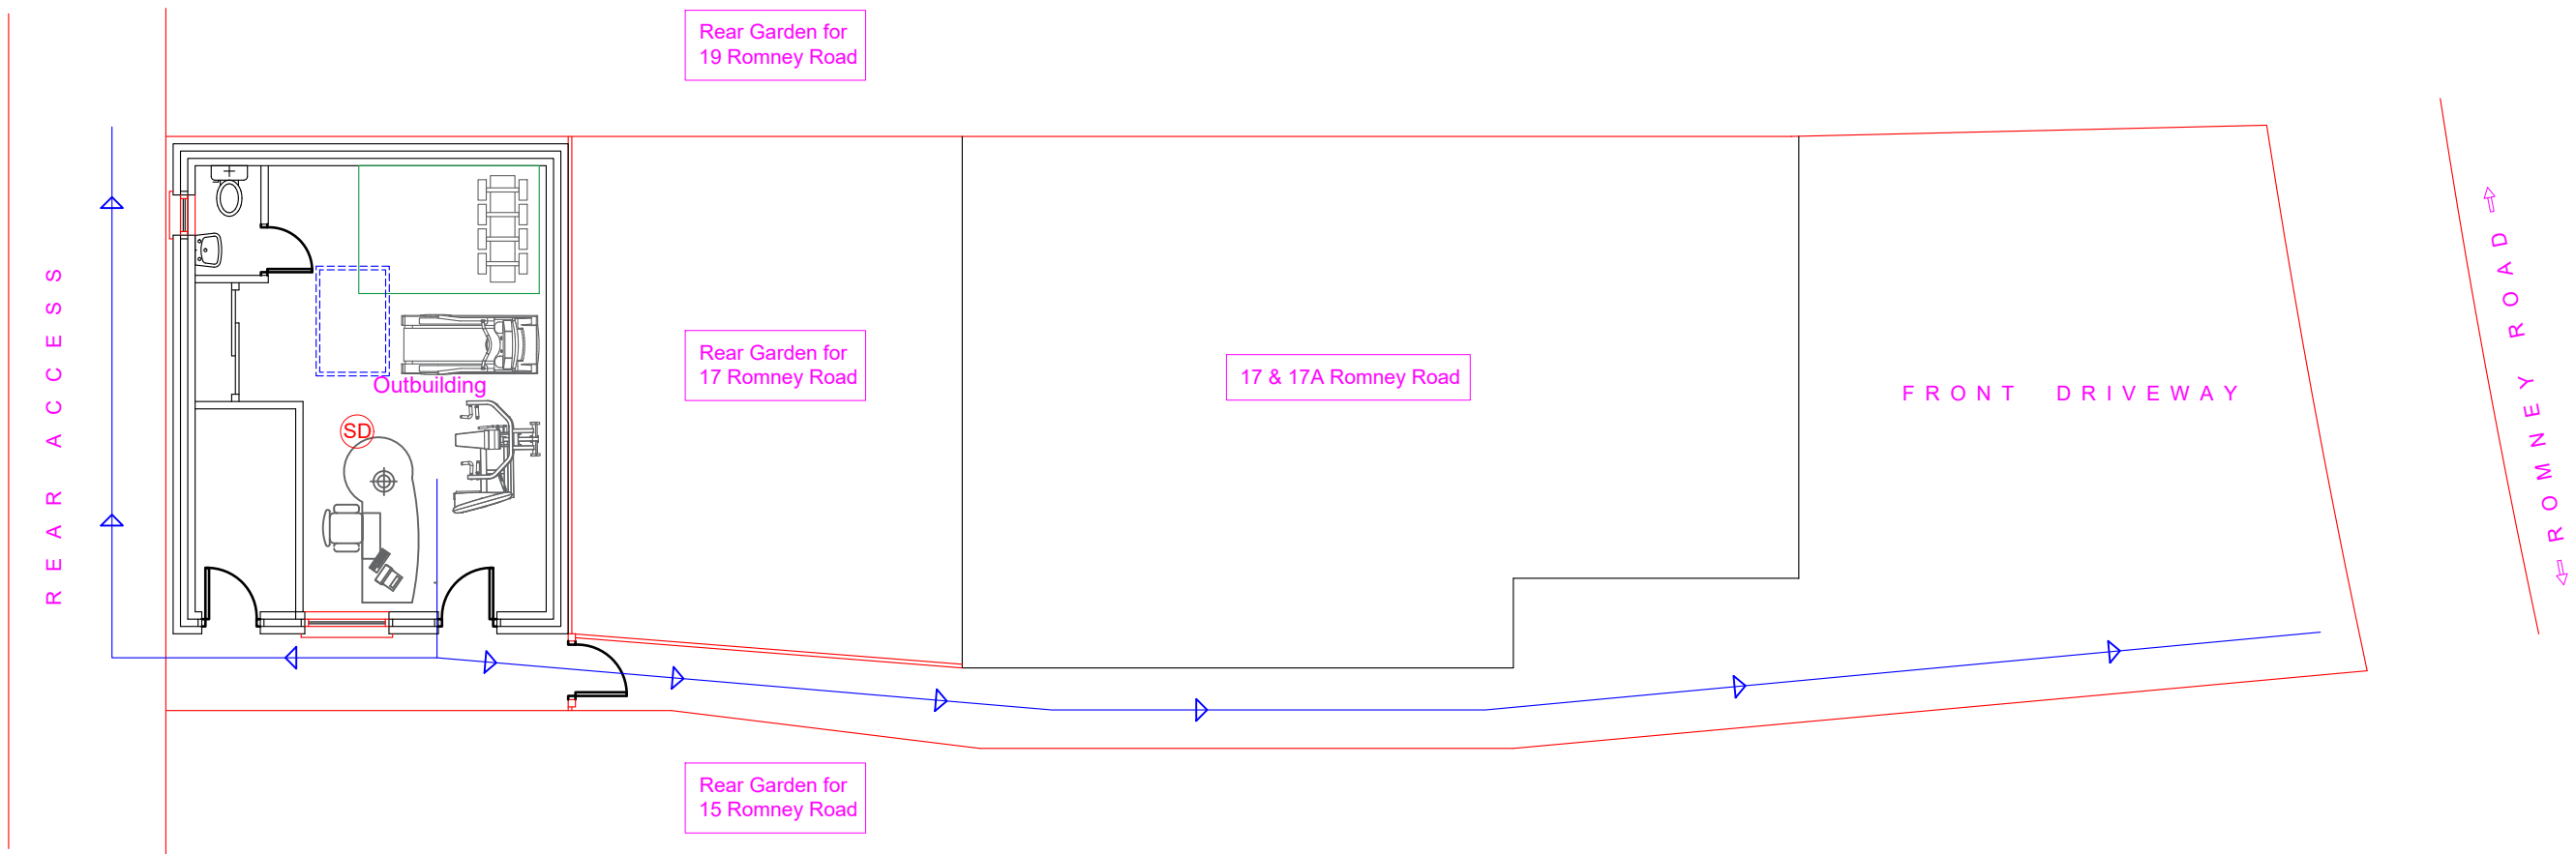 Rear Garden for
19 Romney Road
REAR ACCESS
Outbuilding
SD
Rear Garden for
17 Romney Road
17 & 17A Romney Road
FRONT DRIVEWAY
ROMNEY ROAD
Rear Garden for
15 Romney Road